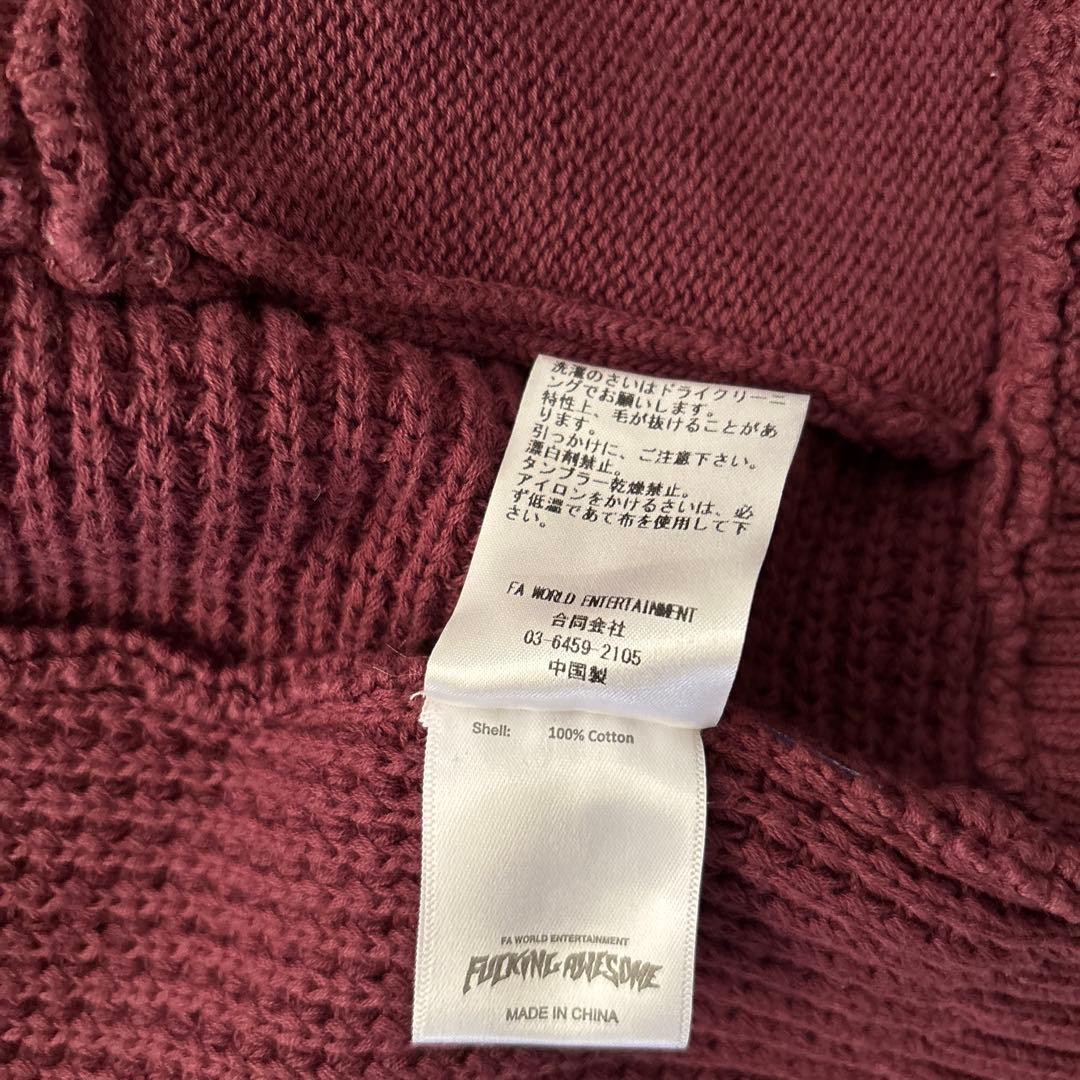 洗濯のさいはドライクリーニ
ングでお願いします。
特性上、毛が抜けることがあ
ります。
引っかけに、ご注意下さい。
漂白剤禁止。
タンブラー乾燥禁止。
アイロンをかけるさいは、必
ず低温であて布を使用して下
さい。
FA WORLD ENTERTAINMENT
合同会社
03-6459-2105
中国製
Shell: 100% Cotton
FA WORLD ENTERTAINMENT
FUCKING AWESOME
MADE IN CHINA